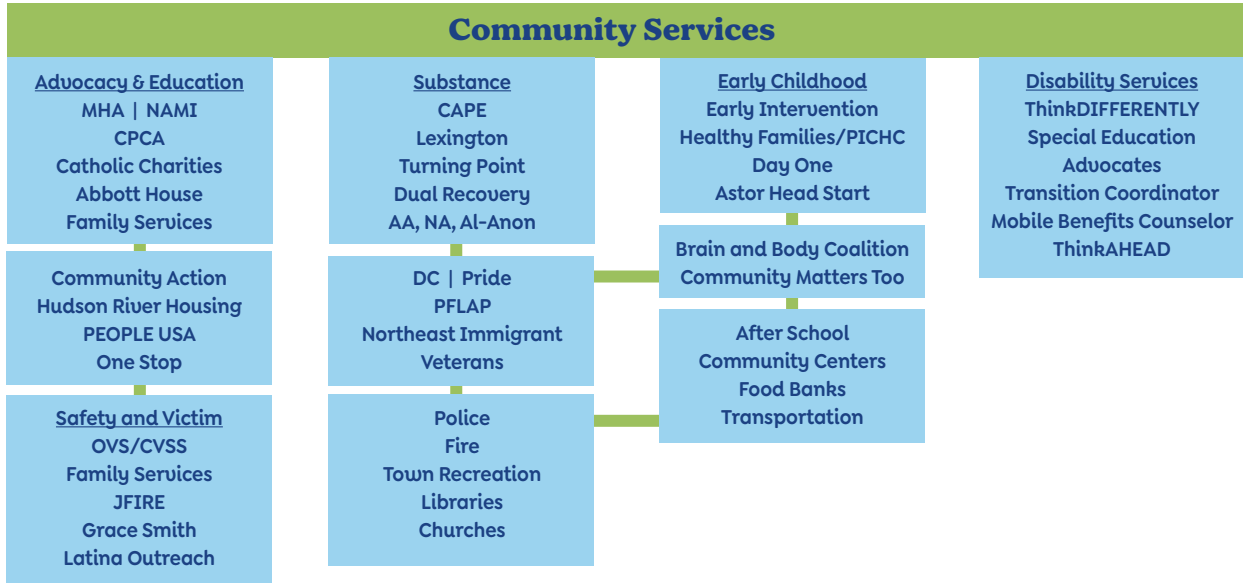 Community Services
Advocacy & Education
MHA | NAMI
CPCA
Catholic Charities
Abbott House
Family Services
Community Action
Hudson River Housing
PEOPLE USA
One Stop
Safety and Victim
OVS/CVSS
Family Services
JFIRE
Grace Smith
Latina Outreach
Substance
CAPE
Lexington
Turning Point
Dual Recovery
AA, NA, Al-Anon
DC | Pride
PFLAP
Northeast Immigrant
Veterans
Police
Fire
Town Recreation
Libraries
Churches
Early Childhood
Early Intervention
Healthy Families/PICHC
Day One
Astor Head Start
Brain and Body Coalition
Community Matters Too
After School
Community Centers
Food Banks
Transportation
Disability Services
ThinkDIFFERENTLY
Special Education
Advocates
Transition Coordinator
Mobile Benefits Counselor
ThinkAHEAD